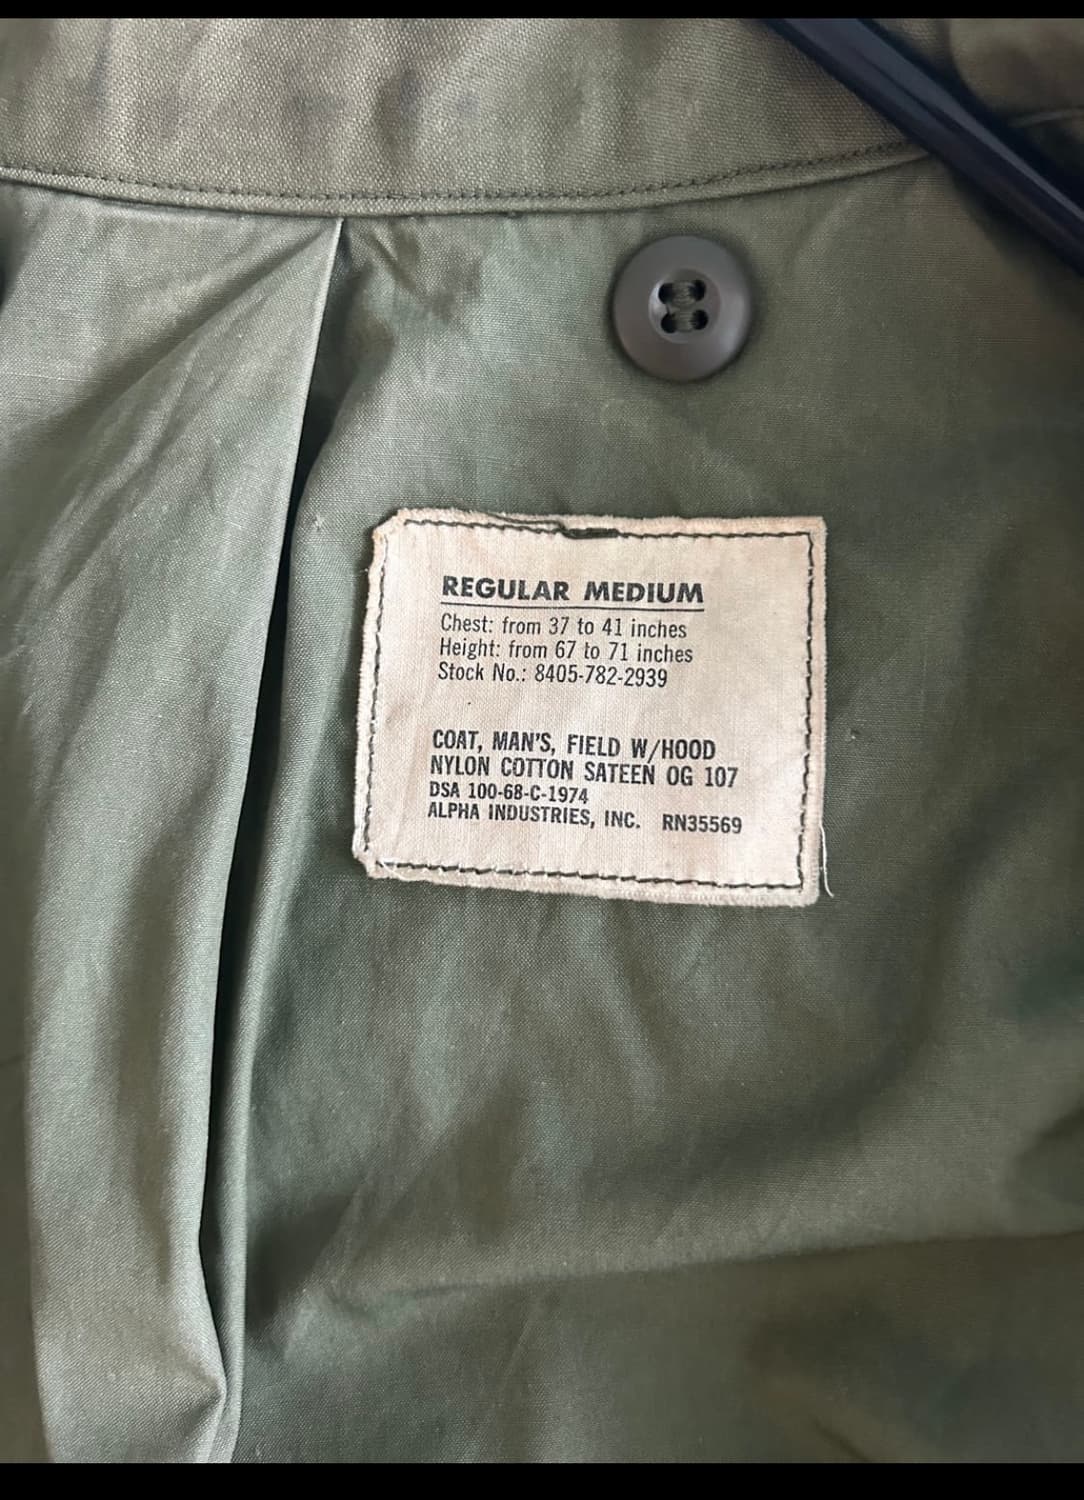 REGULAR MEDIUM
Chest: from 37 to 41 inches
Height: from 67 to 71 inches
Stock No.: 8405-782-2939
COAT, MAN'S, FIELD W/HOOD
NYLON COTTON SATEEN OG 107
DSA 100-68-C-1974
ALPHA INDUSTRIES, INC. RN35569